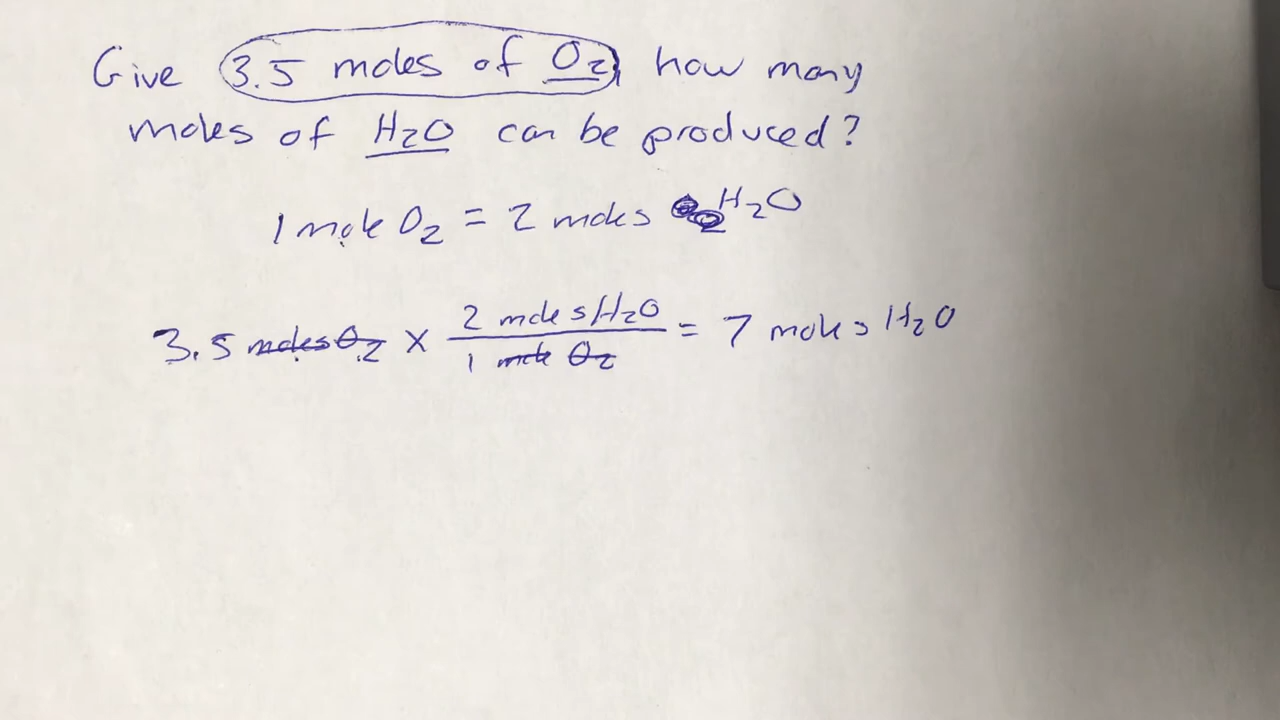 Give 3.5 moles of O2, how many
moles of H2O can be produced?
1 mole O2 = 2 moles H2O
3.5 moles O2 x 2 moles H2O / 1 mole O2 = 7 moles H2O